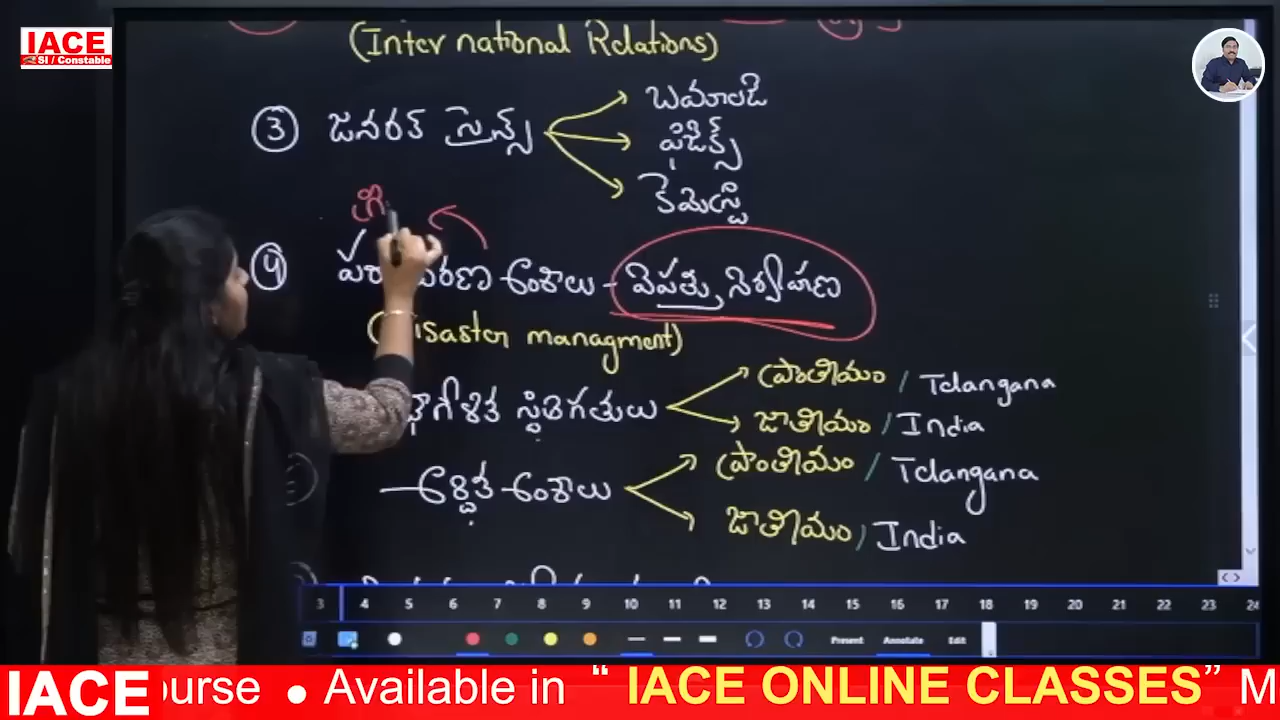 IACE
SI / Constable
(International Relations)
③ జనరల్ సైన్స్
బయాలజీ
ఫిజిక్స్
కెమిస్ట్రీ
④ అంశాలు - విపత్తు నిర్వహణ
isaster managment)
స్థితిగతులు
ప్రాంతీయం / Telangana
జాతీయం / India
ఆర్థిక అంశాలు
ప్రాంతీయం / Telangana
జాతీయం / India
3 4 5 6 7 8 9 10 11 12 13 14 15 16 17 18 19 20 21 22 23 24
Present Annotate Edit
IACE ourse ● Available in “ IACE ONLINE CLASSES” M